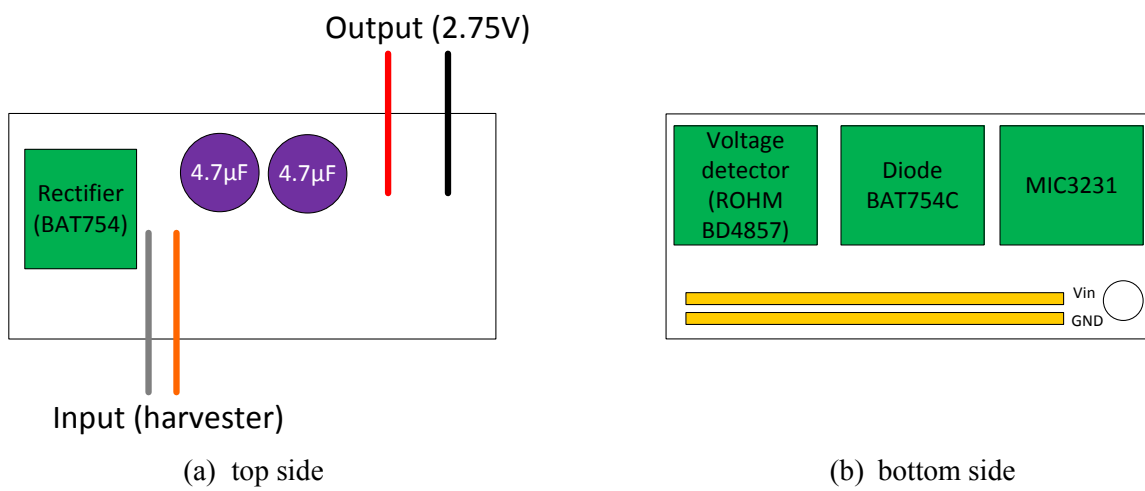 Output (2.75V)
Rectifier
(BAT754)
4.7µF
4.7µF
Input (harvester)
(a) top side
Voltage
detector
(ROHM
BD4857)
Diode
BAT754C
MIC3231
Vin
GND
(b) bottom side